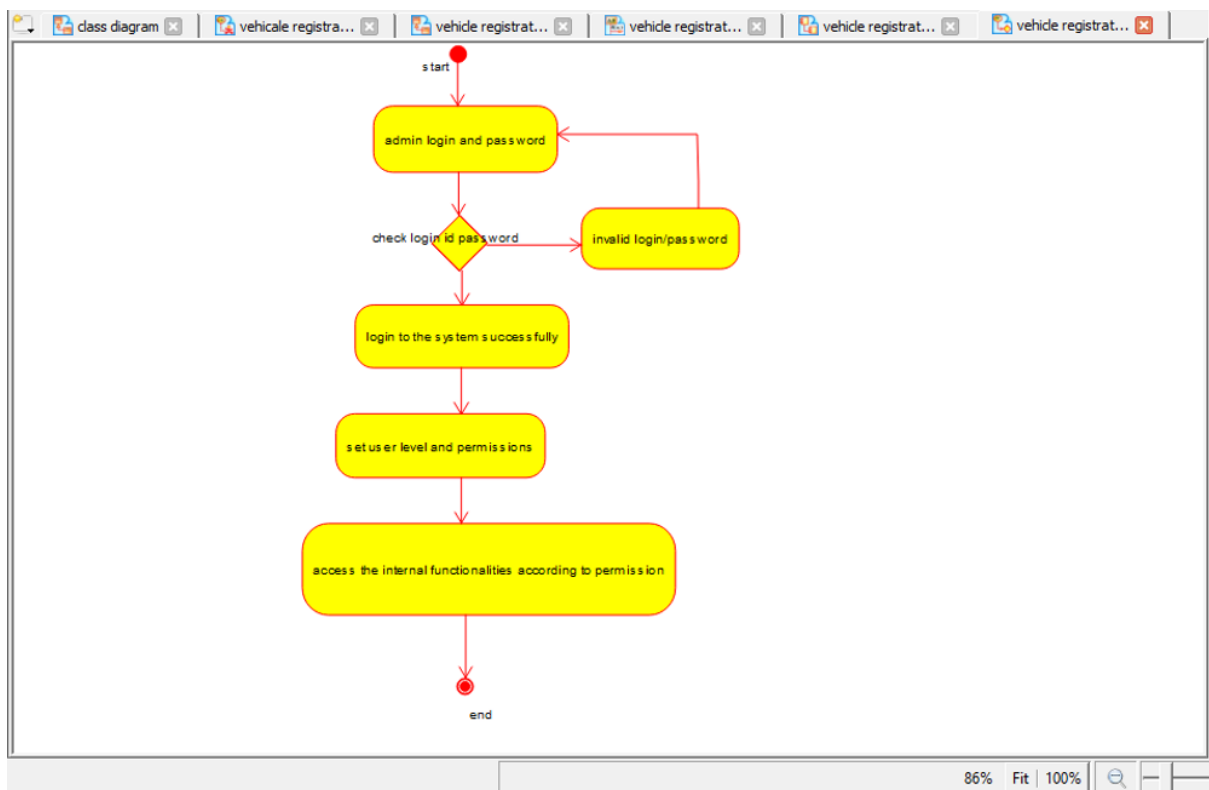 class diagram
vehicale registra...
vehicle registrat...
vehicle registrat...
vehicle registrat...
vehicle registrat...
start
admin login and password
check login id password
invalid login/password
login to the system successfully
set user level and permissions
access the internal functionalities according to permission
end
86% Fit 100%